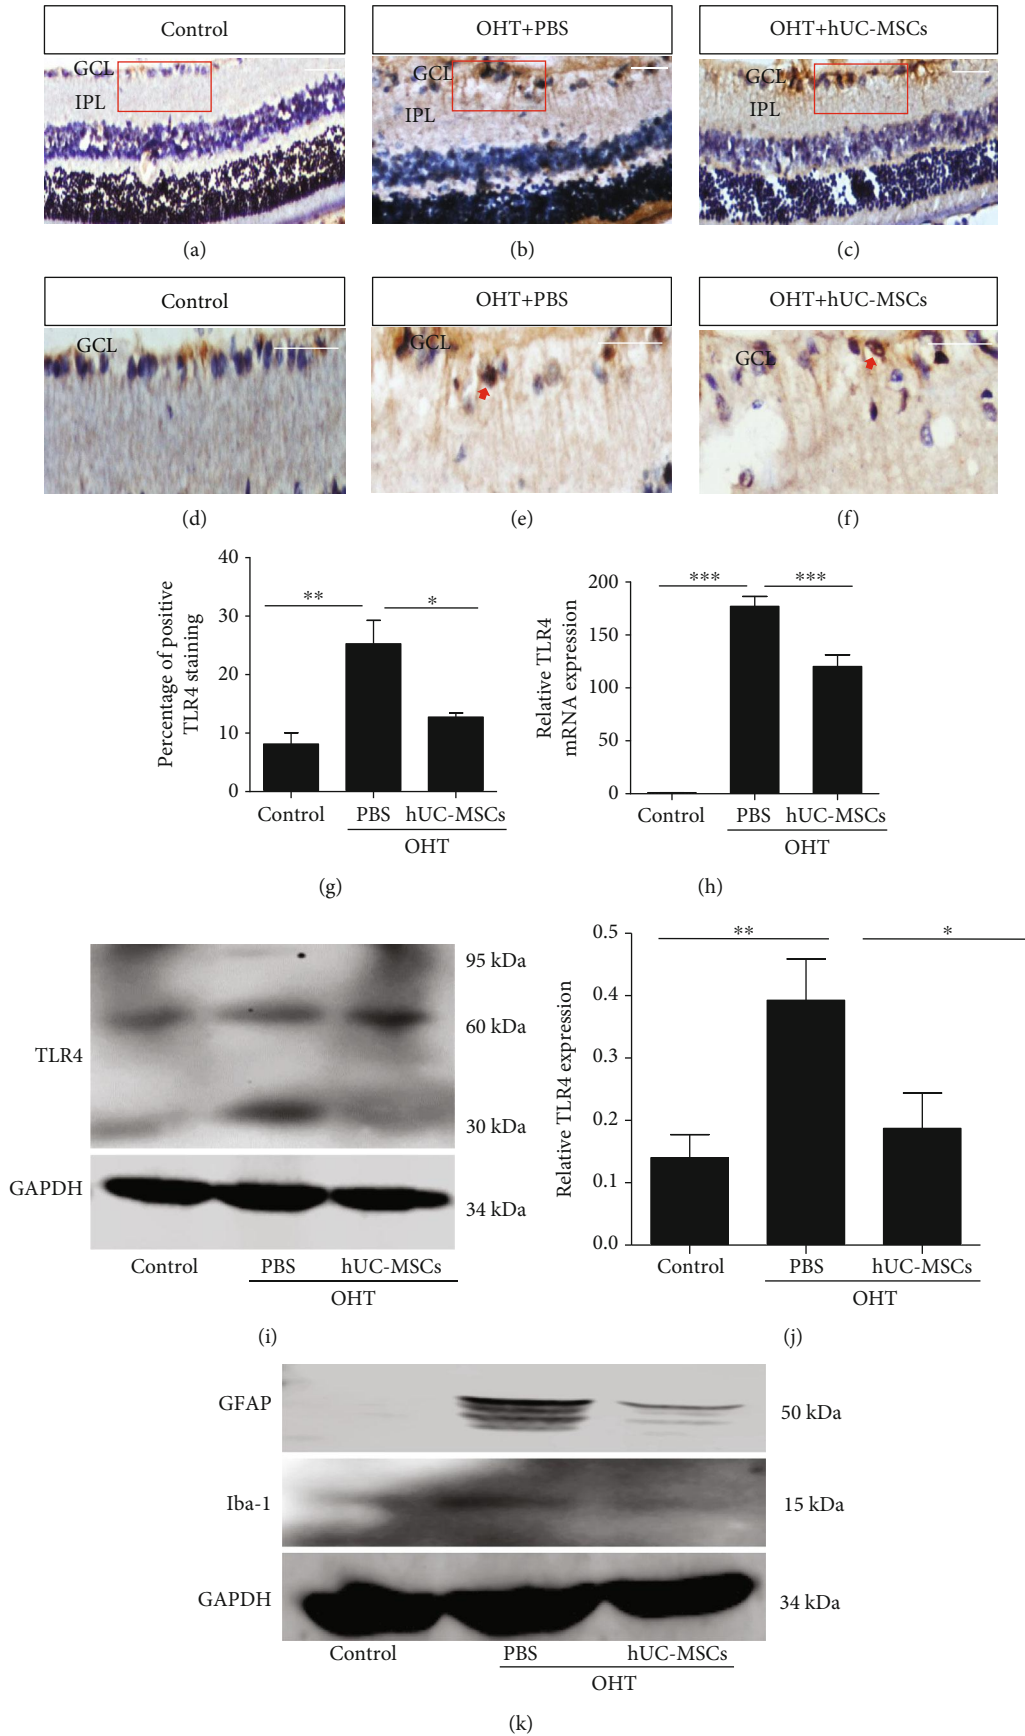 Control
OHT+PBS
OHT+hUC-MSCs
GCL
IPL
GCL
IPL
GCL
IPL
(a)
(b)
(c)
Control
OHT+PBS
OHT+hUC-MSCs
GCL
GCL
GCL
(d)
(e)
(f)
Percentage of positive
TLR4 staining
40
30
20
10
0
**
*
Control
PBS
hUC-MSCs
OHT
(g)
Relative TLR4
mRNA expression
200
150
100
50
0
***
***
Control
PBS
hUC-MSCs
OHT
(h)
TLR4
95 kDa
60 kDa
30 kDa
GAPDH
34 kDa
Control
PBS
hUC-MSCs
OHT
(i)
Relative TLR4 expression
0.5
0.4
0.3
0.2
0.1
0.0
**
*
Control
PBS
hUC-MSCs
OHT
(j)
GFAP
50 kDa
Iba-1
15 kDa
GAPDH
34 kDa
Control
PBS
hUC-MSCs
OHT
(k)